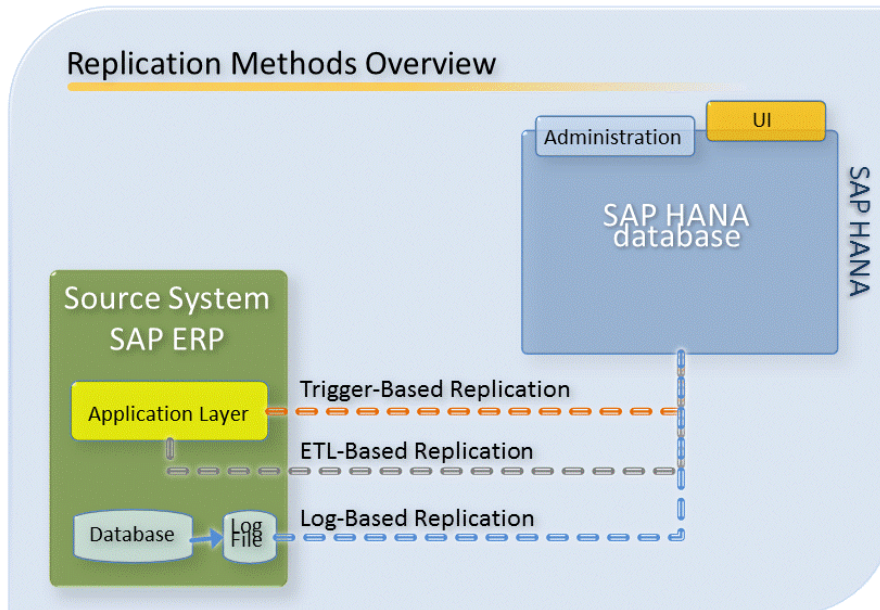 Replication Methods Overview
UI
Administration
SAP HANA
database
SAP HANA
Source System
SAP ERP
Application Layer
Trigger-Based Replication
ETL-Based Replication
Database
Log
File
Log-Based Replication